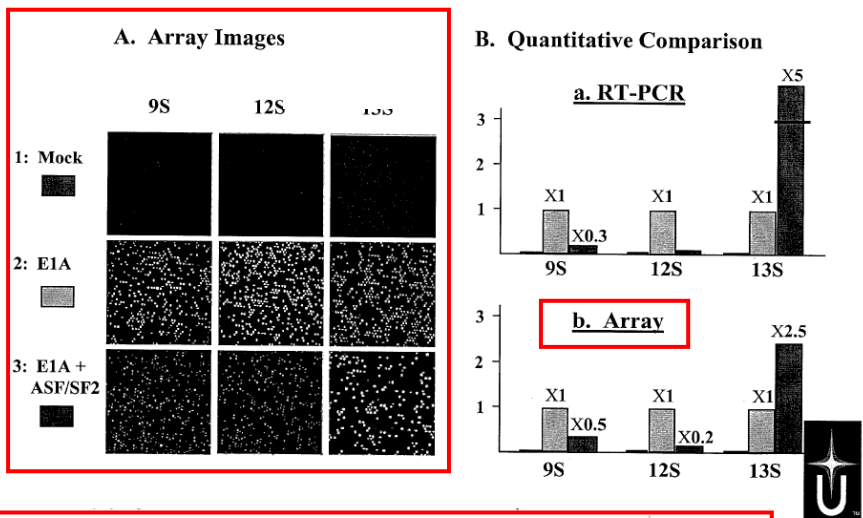 A. Array Images
9S 12S
1: Mock
2: E1A
3: E1A +
ASF/SF2
B. Quantitative Comparison
a. RT-PCR
X5
3
2
1
X1 X0.3 X1 X1
9S 12S 13S
b. Array
3
2
1
X2.5
X1 X0.5 X1 X0.2 X1
9S 12S 13S
U